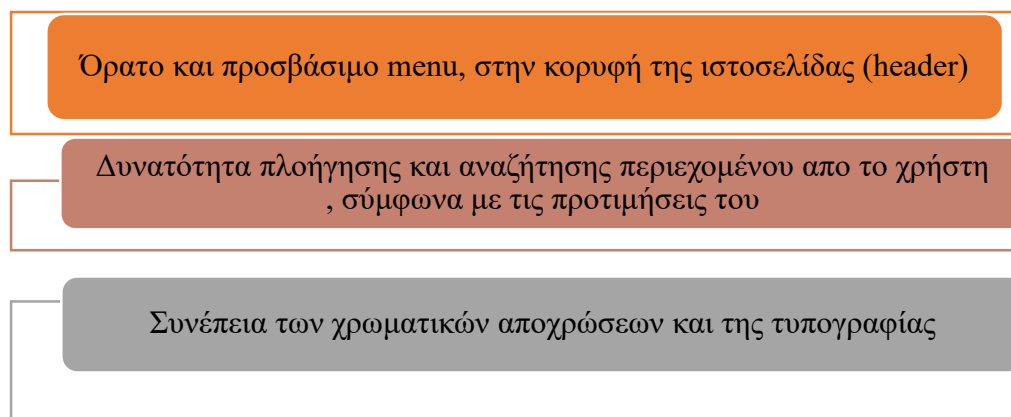 Όρατο και προσβάσιμο menu, στην κορυφή της ιστοσελίδας (header)
Δυνατότητα πλοήγησης και αναζήτησης περιεχομένου απο το χρήστη
, σύμφωνα με τις προτιμήσεις του
Συνέπεια των χρωματικών αποχρώσεων και της τυπογραφίας